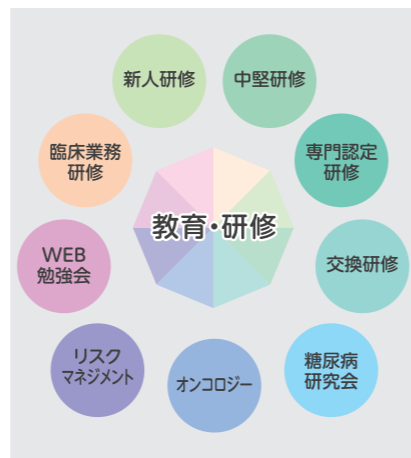 新人研修
中堅研修
臨床業務
研修
専門認定
研修
教育・研修
WEB
勉強会
交換研修
リスク
マネジメント
オンコロジー
糖尿病
研究会